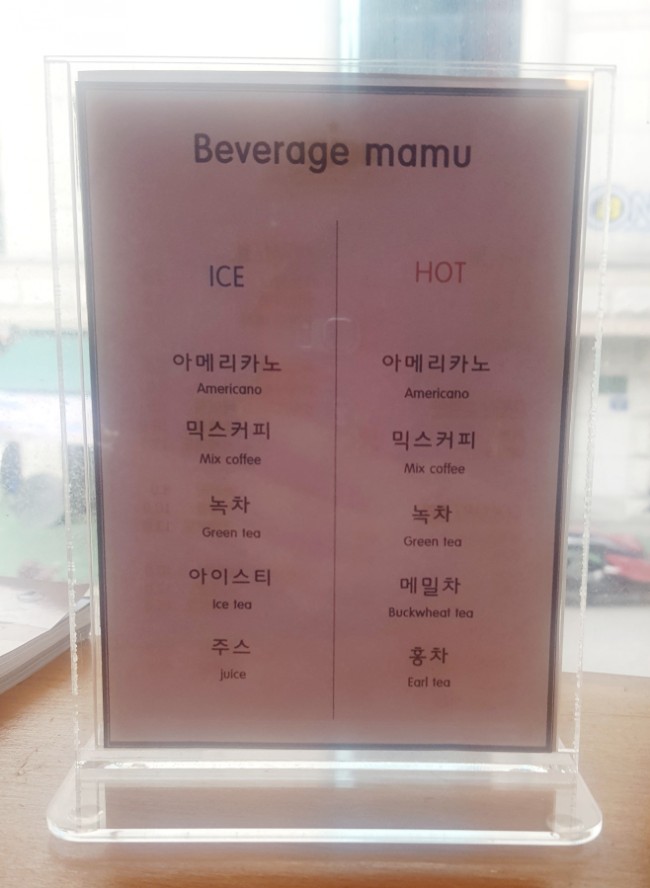 Beverage mamu
ICE
아메리카노
Americano
믹스커피
Mix coffee
녹차
Green tea
아이스티
Ice tea
주스
juice
HOT
아메리카노
Americano
믹스커피
Mix coffee
녹차
Green tea
메밀차
Buckwheat tea
홍차
Earl tea